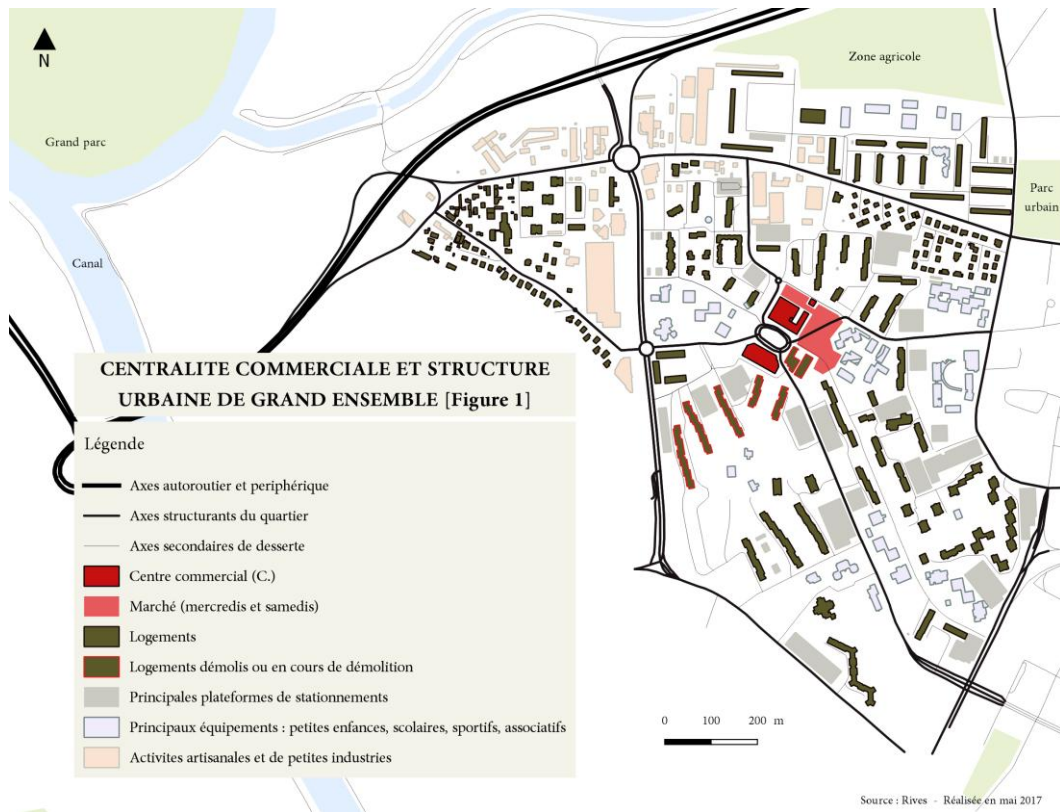 N
Zone agricole
Grand parc
Parc
urbain
Canal
CENTRALITE COMMERCIALE ET STRUCTURE
URBAINE DE GRAND ENSEMBLE [Figure 1]
Légende
Axes autoroutier et periphérique
Axes structurants du quartier
Axes secondaires de desserte
Centre commercial (C.)
Marché (mercredis et samedis)
Logements
Logements démolis ou en cours de démolition
Principales plateformes de stationnements
Principaux équipements : petites enfances, scolaires, sportifs, associatifs
Activites artisanales et de petites industries
0 100 200 m
Source : Rives - Réalisée en mai 2017